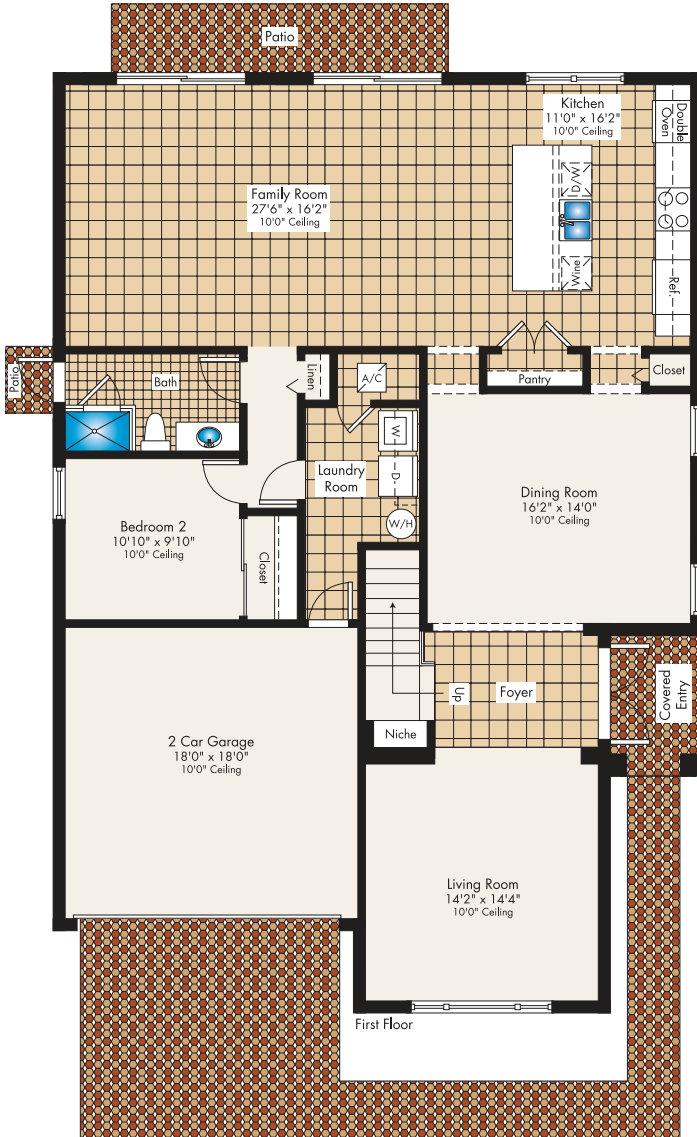 Patio
Kitchen
11'0" x 16'2"
10'0" Ceiling
Double
Oven
D/W
Family Room
27'6" x 16'2"
10'0" Ceiling
Wine
Ref.
Patio
Bath
Linen
A/C
Pantry
Closet
W
Laundry
Room
D
W/H
Dining Room
16'2" x 14'0"
10'0" Ceiling
Bedroom 2
10'10" x 9'10"
10'0" Ceiling
Closet
Up
Foyer
Covered
Entry
Niche
2 Car Garage
18'0" x 18'0"
10'0" Ceiling
Living Room
14'2" x 14'4"
10'0" Ceiling
First Floor